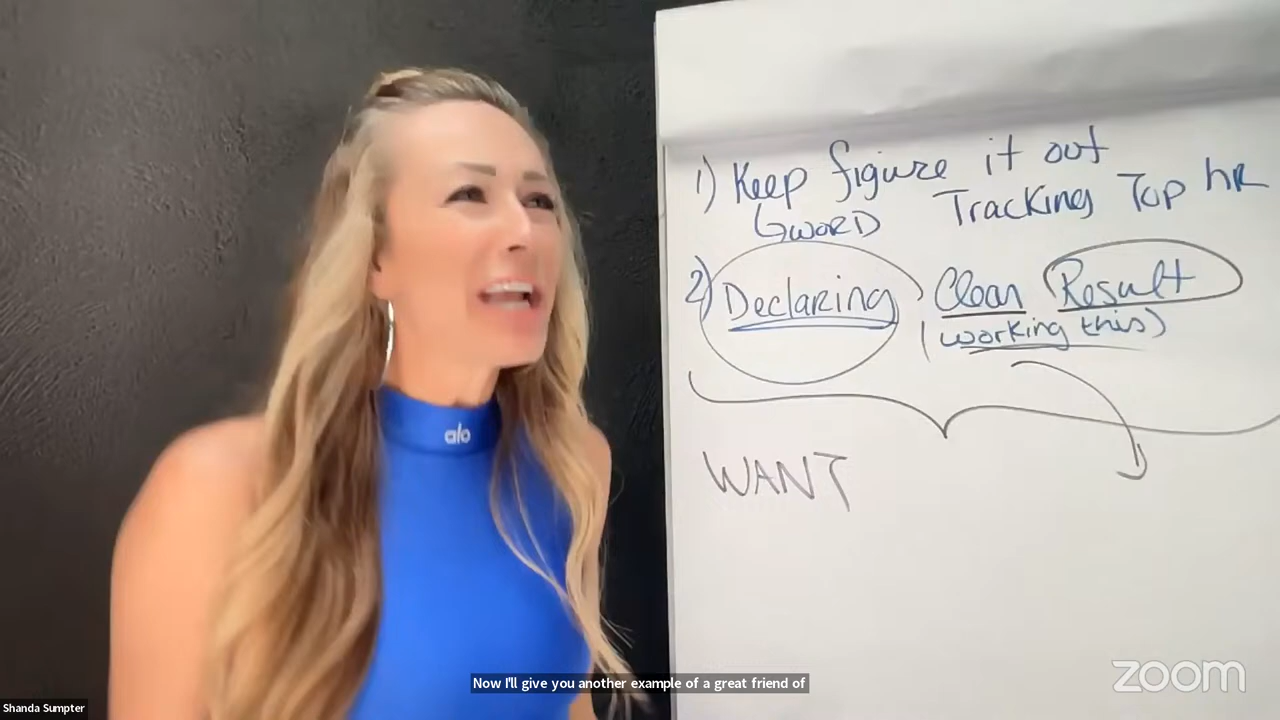 1) Keep figure it out
↳WORD Tracking Top hR
2) Declaring Clean Result
(working this)
WANT
alo
Now I'll give you another example of a great friend of
Shanda Sumpter
zoom